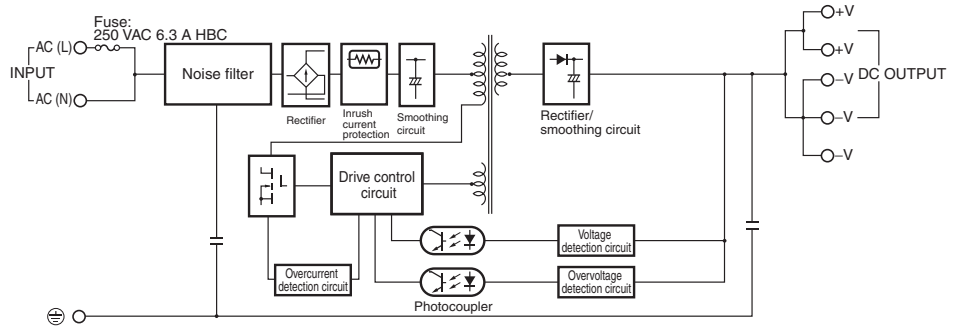 Fuse:
250 VAC 6.3 A HBC
AC (L)
INPUT
AC (N)
Noise filter
Rectifier
Inrush
current
protection
Smoothing
circuit
Rectifier/
smoothing circuit
+V
+V
–V
DC OUTPUT
–V
–V
Drive control
circuit
Voltage
detection circuit
Overcurrent
detection circuit
Overvoltage
detection circuit
Photocoupler